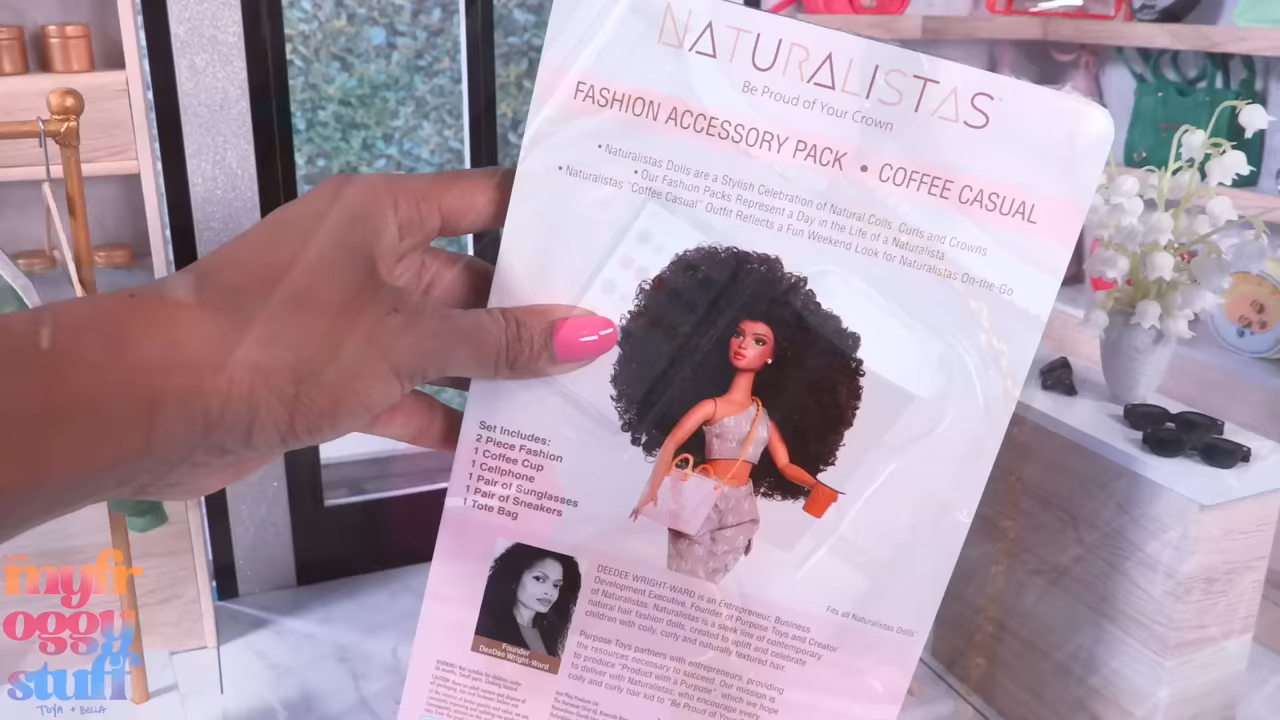 NATURALISTAS
Be Proud of Your Crown
FASHION ACCESSORY PACK • COFFEE CASUAL
• Naturalistas Dolls are a Stylish Celebration of Natural Coils, Curls and Crowns
• Our Fashion Packs Represent a Day in the Life of a Naturalista
• Naturalistas "Coffee Casual" Outfit Reflects a Fun Weekend Look for Naturalistas On-the-Go
Set Includes:
2 Piece Fashion
1 Coffee Cup
1 Cellphone
1 Pair of Sunglasses
1 Pair of Sneakers
1 Tote Bag
Fits all Naturalistas Dolls
DEEDEE WRIGHT-WARD is an Entrepreneur, Business
Development Executive, Founder of Purpose Toys and Creator
of Naturalistas. Naturalistas is a sleek line of contemporary
natural hair fashion dolls, created to uplift and celebrate
children with coily, curly and naturally textured hair.
Founder
DeeDee Wright-Ward
Purpose Toys partners with entrepreneurs, providing
the resources necessary to succeed. Our mission is
to produce "Product with a Purpose", which we hope
to deliver with Naturalistas, who encourage every
coily and curly hair kid to "Be Proud of Your
myfr
oggy
stuff
TOYA + BELLA